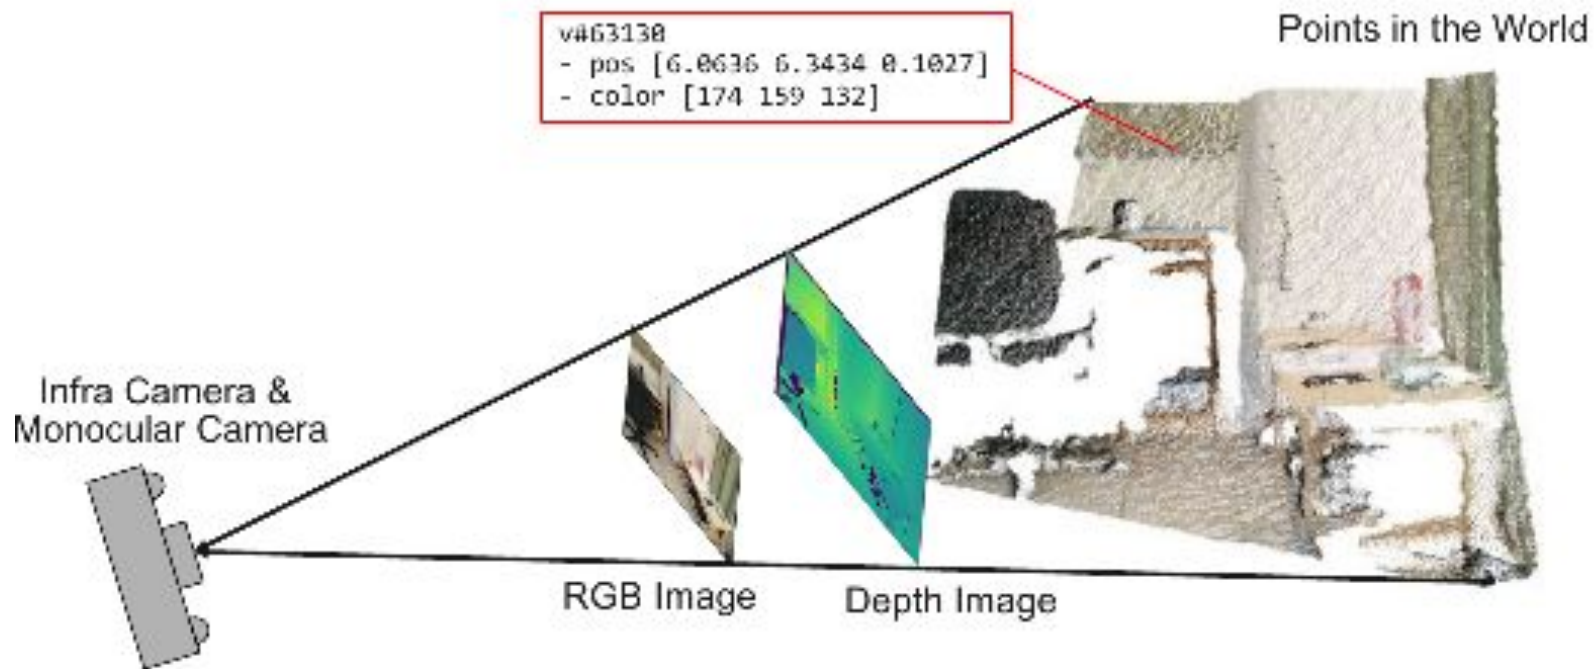 v#63130
- pos [6.0636 6.3434 0.1027]
- color [174 159 132]
Points in the World
Infra Camera &
Monocular Camera
RGB Image
Depth Image